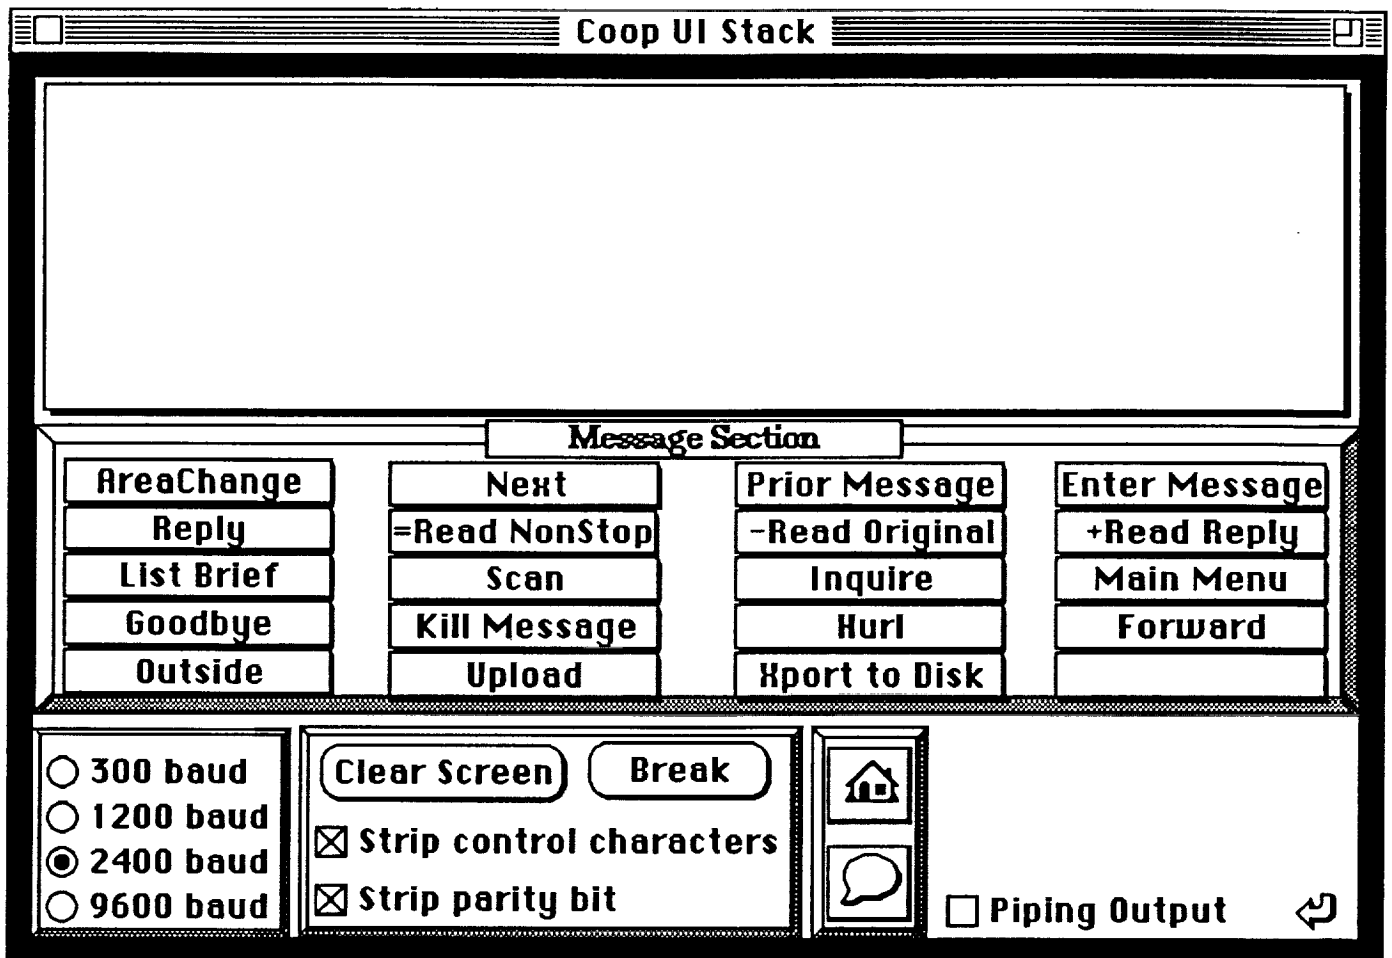 Coop UI Stack
Message Section
AreaChange
Next
Prior Message
Enter Message
Reply
=Read NonStop
-Read Original
+Read Reply
List Brief
Scan
Inquire
Main Menu
Goodbye
Kill Message
Hurl
Forward
Outside
Upload
Xport to Disk
300 baud
1200 baud
2400 baud
9600 baud
Clear Screen
Break
Strip control characters
Strip parity bit
Piping Output